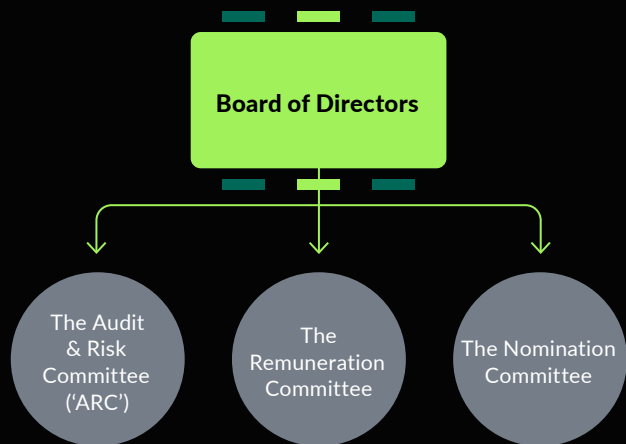 Board of Directors
The Audit
& Risk
Committee
(‘ARC’)
The
Remuneration
Committee
The Nomination
Committee